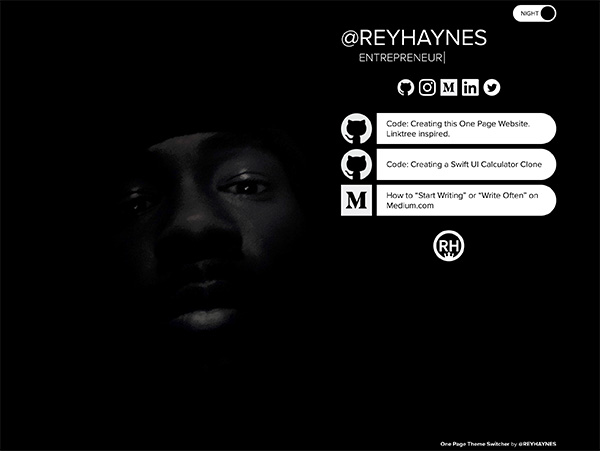 NIGHT
@REYHAYNES
ENTREPRENEUR|
Code: Creating this One Page Website.
Linktree inspired.
Code: Creating a Swift UI Calculator Clone
M
How to “Start Writing” or “Write Often” on
Medium.com
RH
One Page Theme Switcher by @REYHAYNES